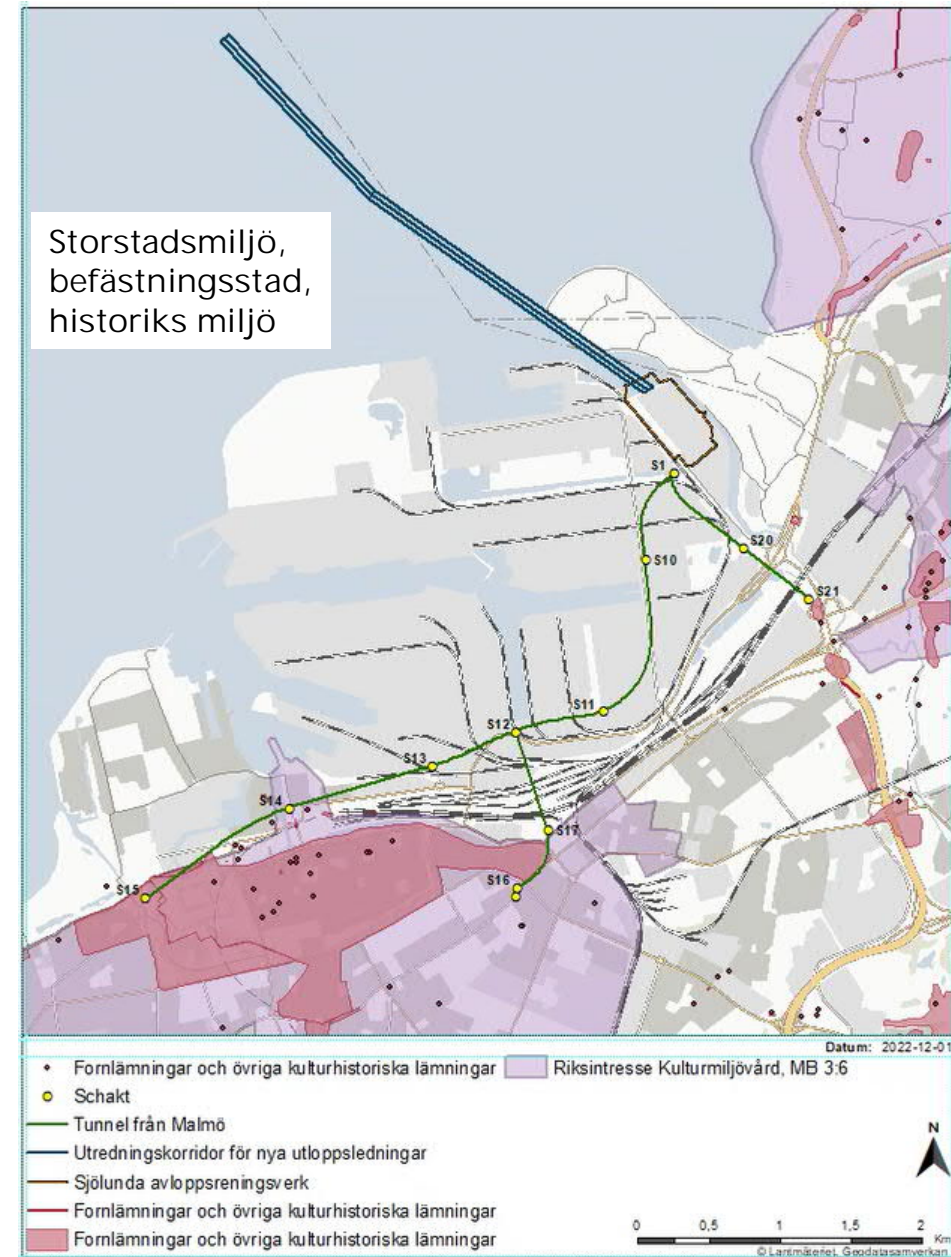 Storstadsmiljö,
befästningsstad,
historiks miljö
S1
S20
S10
S21
S11
S12
S13
S14
S17
S16
S15
Datum: 2022-12-01
Fornlämningar och övriga kulturhistoriska lämningar
Riksintresse Kulturmiljövård, MB 3:6
Schakt
Tunnel från Malmö
Utredningskorridor för nya utloppsledningar
Sjölunda avloppsreningsverk
Fornlämningar och övriga kulturhistoriska lämningar
Fornlämningar och övriga kulturhistoriska lämningar
N
0 0,5 1 1,5 2
Km
© Lantmäteriet, Geodatasamverkan